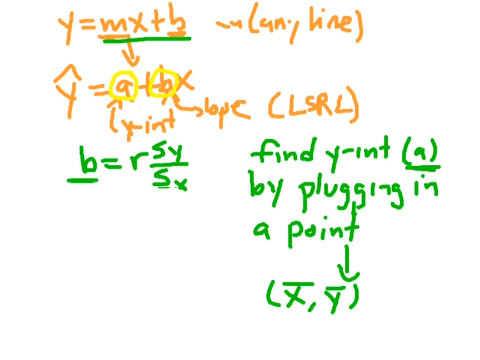 y = mx + b (any line)
ŷ = a + bx
y-int slope (LSRL)
b = r Sy/Sx
find y-int (a)
by plugging in
a point
(x̄, ȳ)